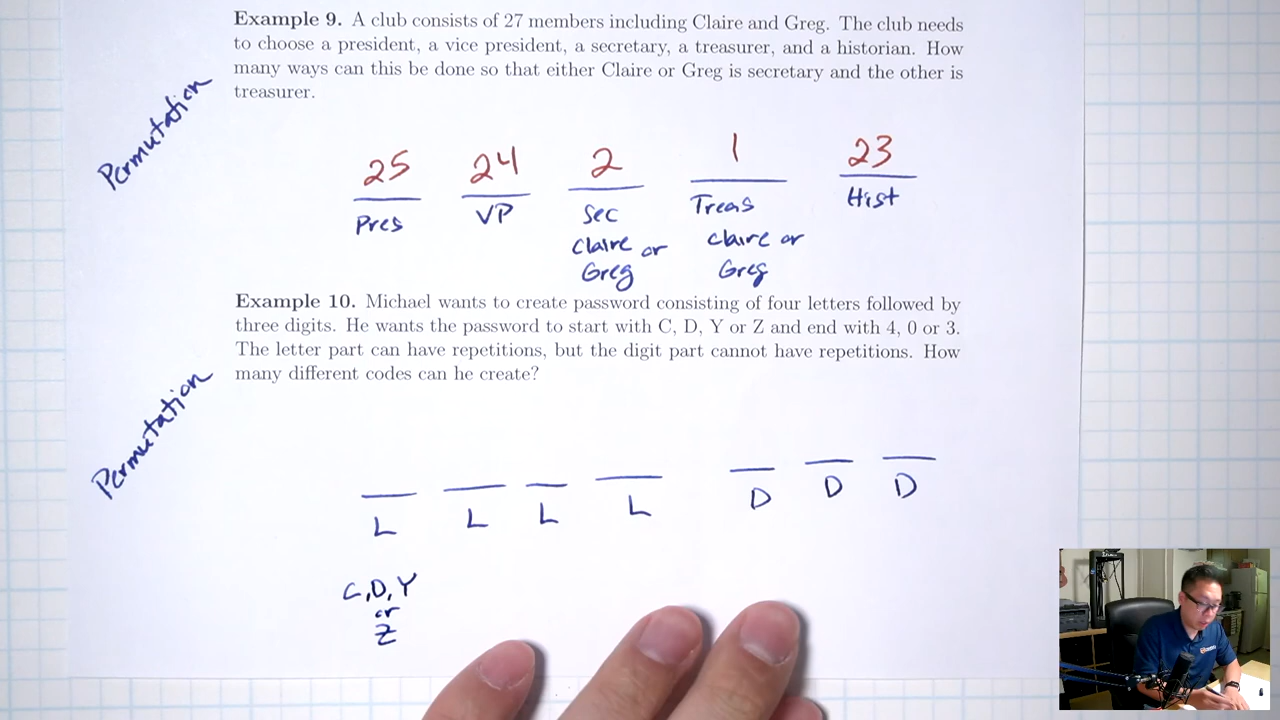 Example 9. A club consists of 27 members including Claire and Greg. The club needs
to choose a president, a vice president, a secretary, a treasurer, and a historian. How
many ways can this be done so that either Claire or Greg is secretary and the other is
treasurer.
Permutation
25 24 2 1 23
Pres VP Sec Treas Hist
Claire or Claire or
Greg Greg
Example 10. Michael wants to create password consisting of four letters followed by
three digits. He wants the password to start with C, D, Y or Z and end with 4, 0 or 3.
The letter part can have repetitions, but the digit part cannot have repetitions. How
many different codes can he create?
Permutation
L L L L D D D
C, D, Y
or
Z